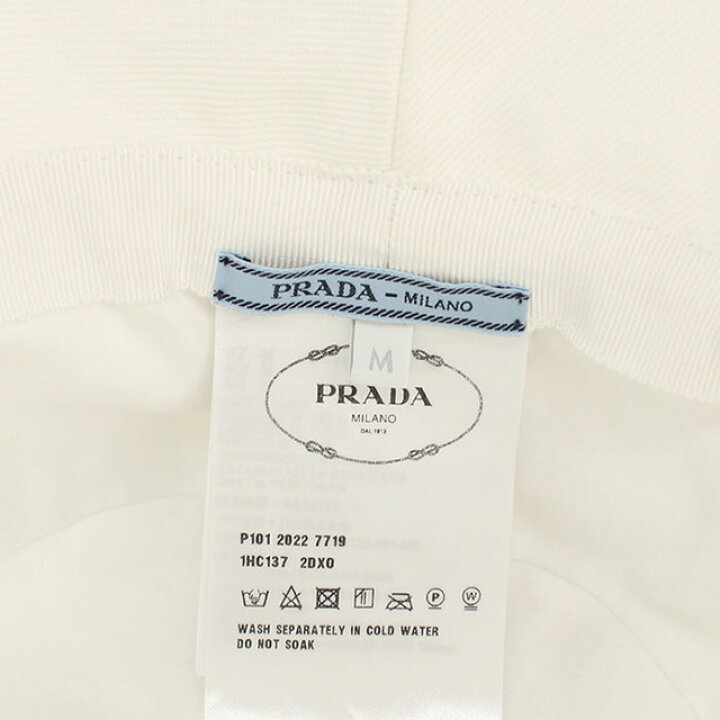 PRADA - MILANO
M
PRADA
MILANO
DAL 1913
P101 2022 7719
1HC137 2DXO
P W
WASH SEPARATELY IN COLD WATER
DO NOT SOAK